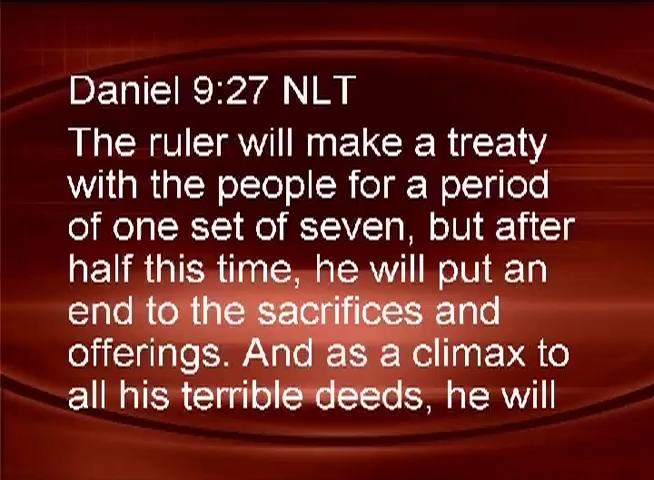 Daniel 9:27 NLT
The ruler will make a treaty
with the people for a period
of one set of seven, but after
half this time, he will put an
end to the sacrifices and
offerings. And as a climax to
all his terrible deeds, he will